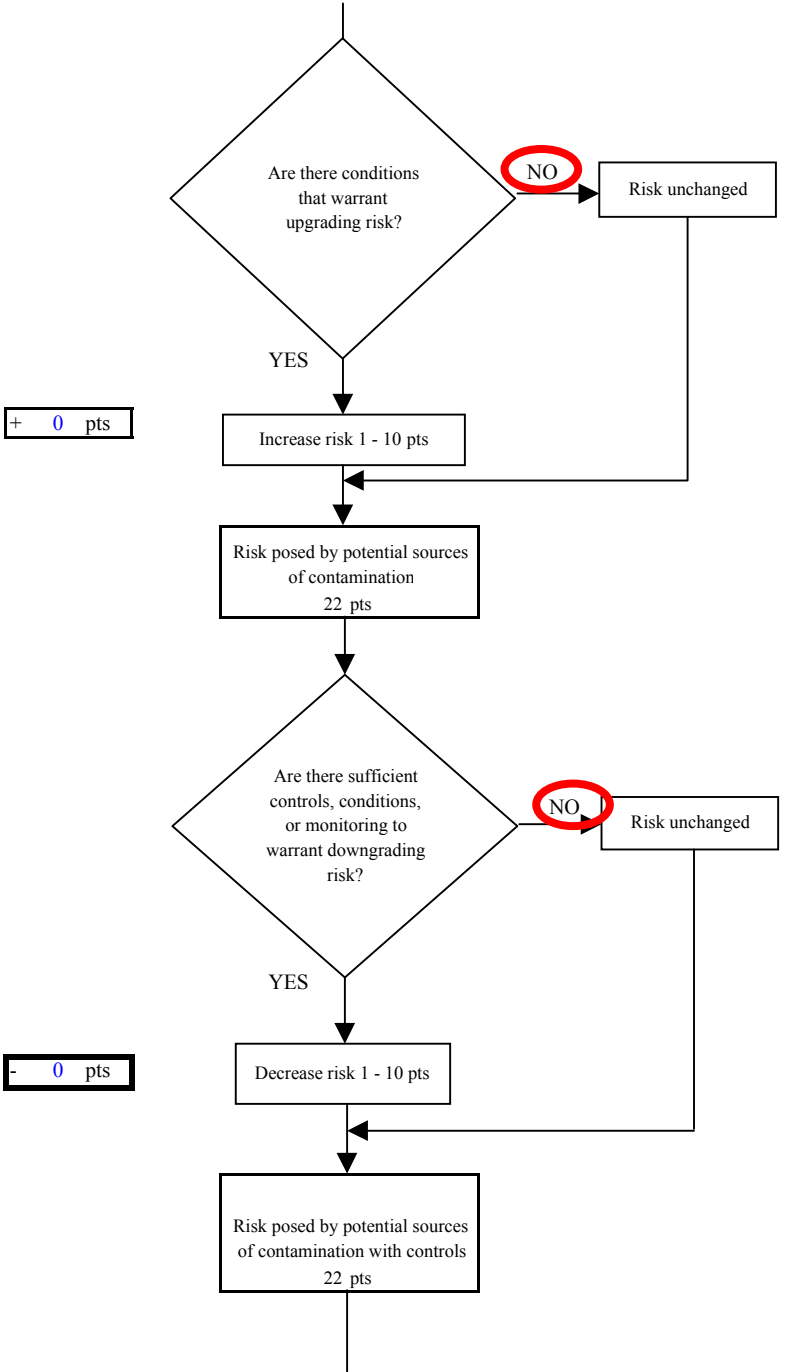 Are there conditions
that warrant
upgrading risk?
NO
Risk unchanged
YES
+ 0 pts
Increase risk 1 - 10 pts
Risk posed by potential sources
of contamination
22 pts
Are there sufficient
controls, conditions,
or monitoring to
warrant downgrading
risk?
NO
Risk unchanged
YES
- 0 pts
Decrease risk 1 - 10 pts
Risk posed by potential sources
of contamination with controls
22 pts